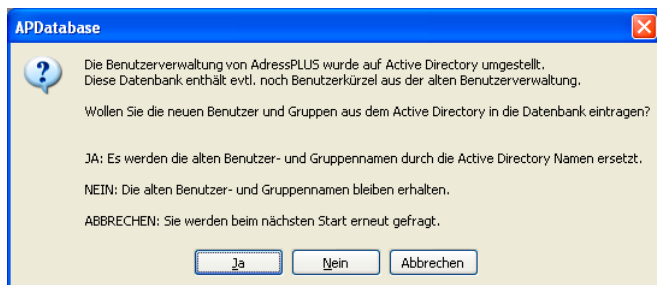 APDatabase
Die Benutzerverwaltung von AdressPLUS wurde auf Active Directory umgestellt.
Diese Datenbank enthält evtl. noch Benutzerkürzel aus der alten Benutzerverwaltung.
Wollen Sie die neuen Benutzer und Gruppen aus dem Active Directory in die Datenbank eintragen?
JA: Es werden die alten Benutzer- und Gruppennamen durch die Active Directory Namen ersetzt.
NEIN: Die alten Benutzer- und Gruppennamen bleiben erhalten.
ABBRECHEN: Sie werden beim nächsten Start erneut gefragt.
Ja Nein Abbrechen